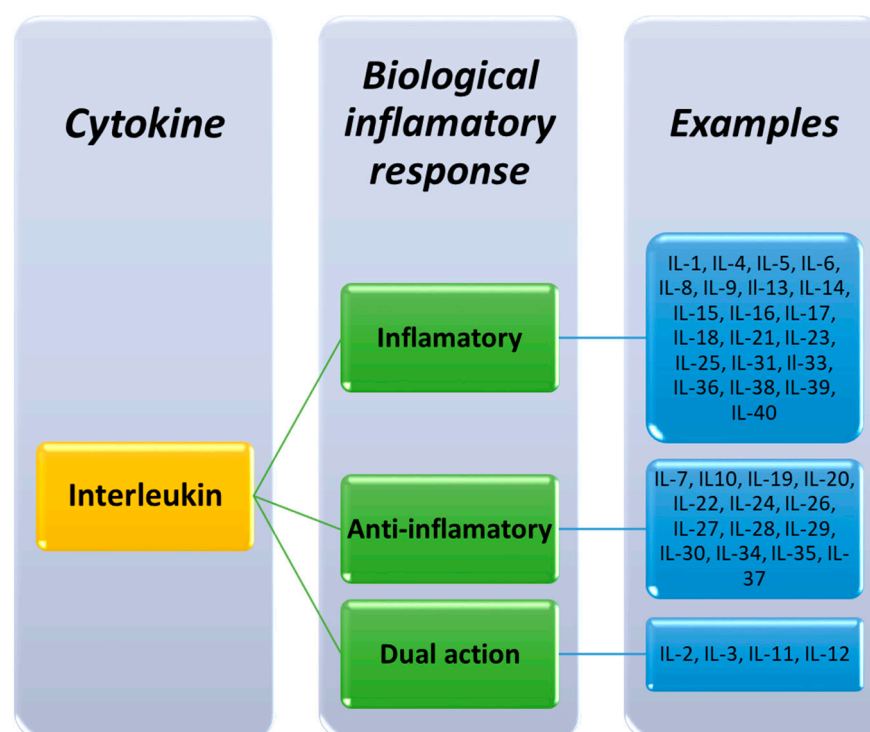 Cytokine
Biological
inflamatory
response
Examples
Interleukin
Inflamatory
Anti-inflamatory
Dual action
IL-1, IL-4, IL-5, IL-6,
IL-8, IL-9, Il-13, IL-14,
IL-15, IL-16, IL-17,
IL-18, IL-21, IL-23,
IL-25, IL-31, Il-33,
IL-36, IL-38, IL-39,
IL-40
IL-7, IL10, IL-19, IL-20,
IL-22, IL-24, IL-26,
IL-27, IL-28, IL-29,
IL-30, IL-34, IL-35, IL-
37
IL-2, IL-3, IL-11, IL-12